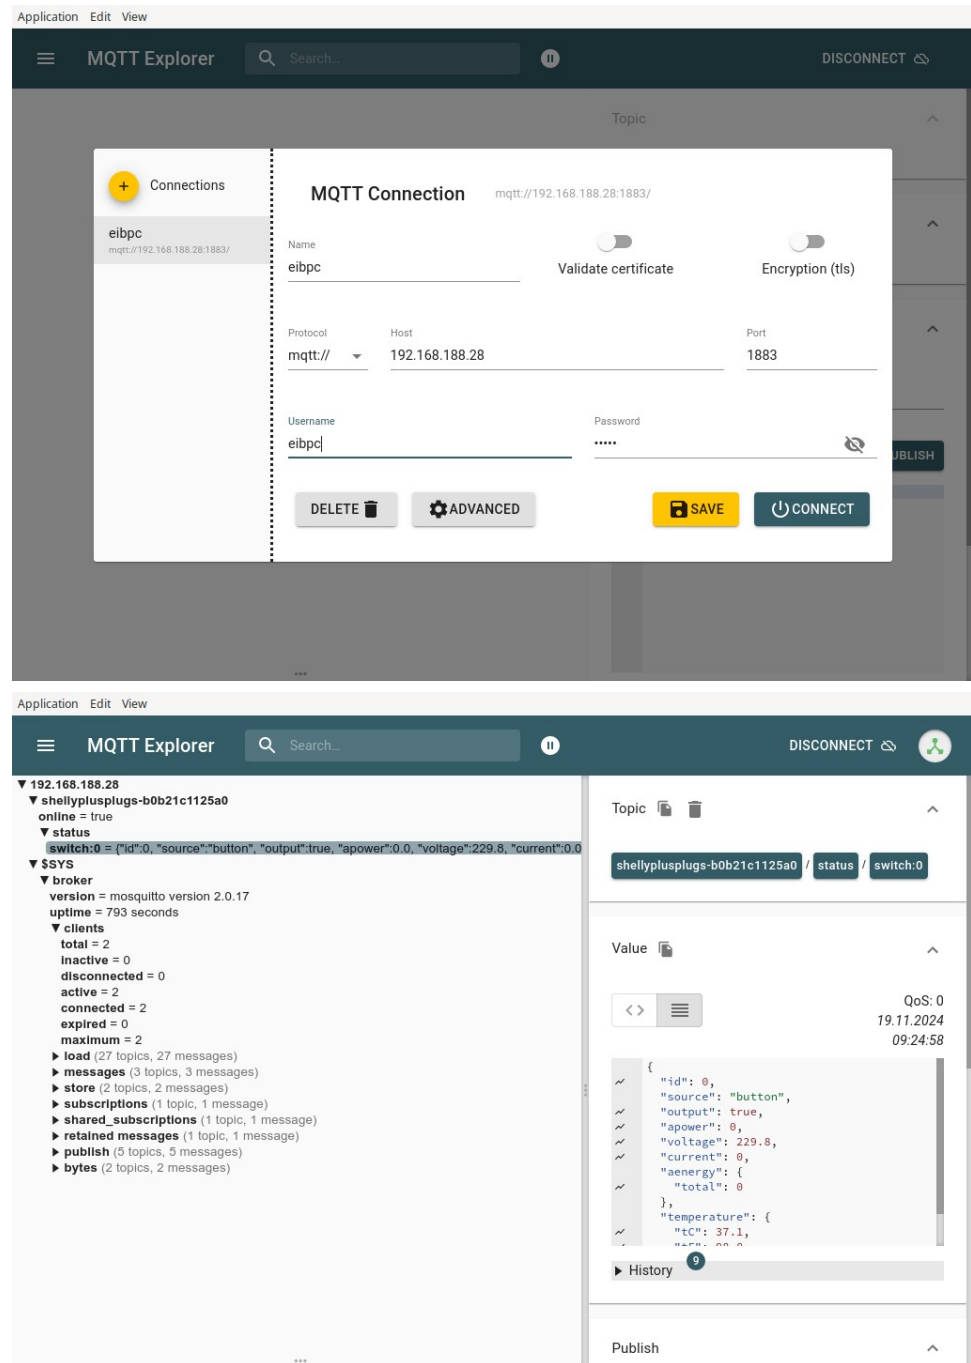 Application Edit View
MQTT Explorer Search... DISCONNECT
Topic
Connections
eibpc
mqtt://192.168.188.28:1883/
MQTT Connection mqtt://192.168.188.28:1883/
Name
eibpc
Validate certificate Encryption (tls)
Protocol Host Port
mqtt:// 192.168.188.28 1883
Username Password
eibpc •••••
UBLISH
DELETE ADVANCED SAVE CONNECT
Application Edit View
MQTT Explorer Search... DISCONNECT
▼ 192.168.188.28
▼ shellyplusplugs-b0b21c1125a0
online = true
▼ status
switch:0 = {"id":0, "source":"button", "output":true, "apower":0.0, "voltage":229.8, "current":0.0
▼ $SYS
▼ broker
version = mosquitto version 2.0.17
uptime = 793 seconds
▼ clients
total = 2
inactive = 0
disconnected = 0
active = 2
connected = 2
expired = 0
maximum = 2
▶ load (27 topics, 27 messages)
▶ messages (3 topics, 3 messages)
▶ store (2 topics, 2 messages)
▶ subscriptions (1 topic, 1 message)
▶ shared_subscriptions (1 topic, 1 message)
▶ retained messages (1 topic, 1 message)
▶ publish (5 topics, 5 messages)
▶ bytes (2 topics, 2 messages)
Topic
shellyplusplugs-b0b21c1125a0 / status / switch:0
Value
QoS: 0
19.11.2024
09:24:58
{
"id": 0,
"source": "button",
"output": true,
"apower": 0,
"voltage": 229.8,
"current": 0,
"aenergy": {
"total": 0
},
"temperature": {
"tC": 37.1,
▶ History 9
Publish